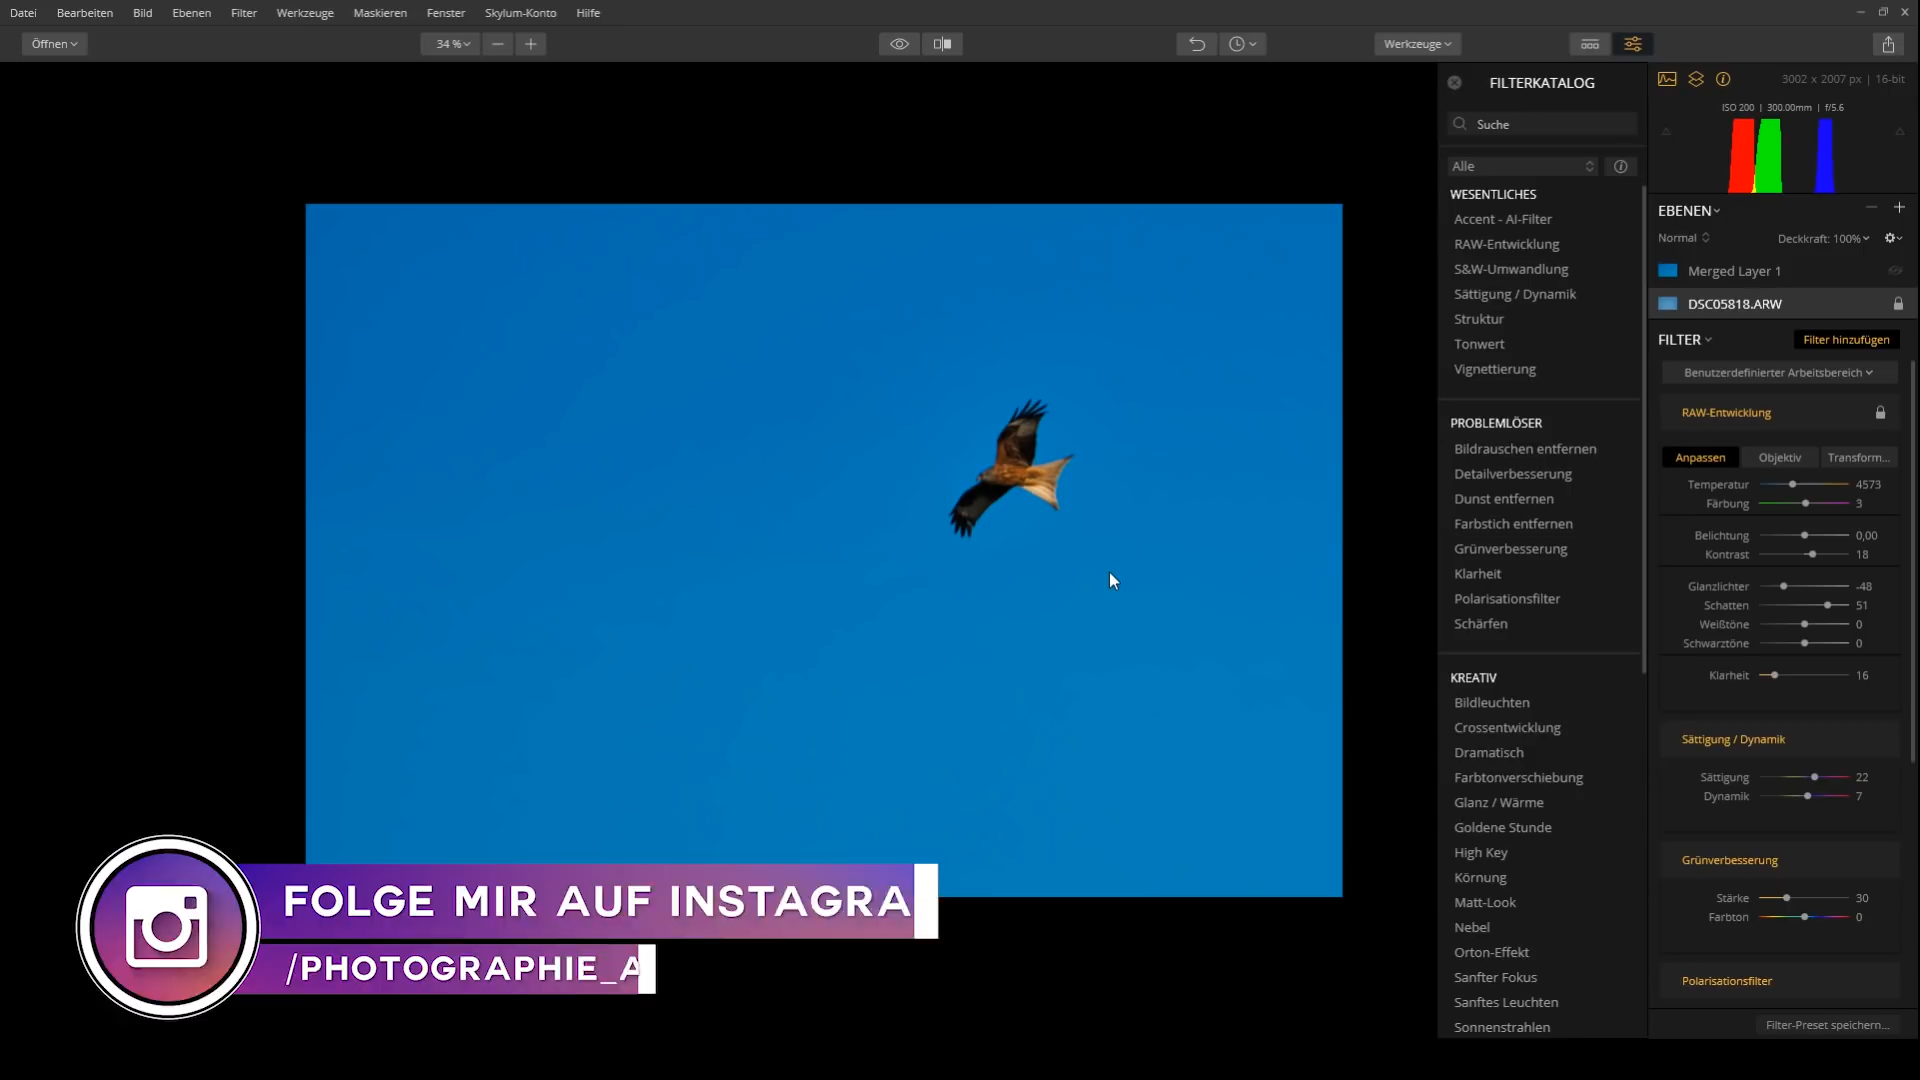 Datei Bearbeiten Bild Ebenen Filter Werkzeuge Maskieren Fenster Skylum-Konto Hilfe
Öffnen 34 % Werkzeuge
FILTERKATALOG
Suche
Alle
WESENTLICHES
Accent - AI-Filter
RAW-Entwicklung
S&W-Umwandlung
Sättigung / Dynamik
Struktur
Tonwert
Vignettierung
PROBLEMLÖSER
Bildrauschen entfernen
Detailverbesserung
Dunst entfernen
Farbstich entfernen
Grünverbesserung
Klarheit
Polarisationsfilter
Schärfen
KREATIV
Bildleuchten
Crossentwicklung
Dramatisch
Farbtonverschiebung
Glanz / Wärme
Goldene Stunde
High Key
Körnung
Matt-Look
Nebel
Orton-Effekt
Sanfter Fokus
Sanftes Leuchten
Sonnenstrahlen
3002 x 2007 px | 16-bit
ISO 200 | 300.00mm | f/5.6
EBENEN
Normal Deckkraft: 100%
Merged Layer 1
DSC05818.ARW
FILTER Filter hinzufügen
Benutzerdefinierter Arbeitsbereich
RAW-Entwicklung
Anpassen Objektiv Transform...
Temperatur 4573
Färbung 3
Belichtung 0,00
Kontrast 18
Glanzlichter -48
Schatten 51
Weißtöne 0
Schwarztöne 0
Klarheit 16
Sättigung / Dynamik
Sättigung 22
Dynamik 7
Grünverbesserung
Stärke 30
Farbton 0
Polarisationsfilter
Filter-Preset speichern...
FOLGE MIR AUF INSTAGRA
/PHOTOGRAPHIE_A